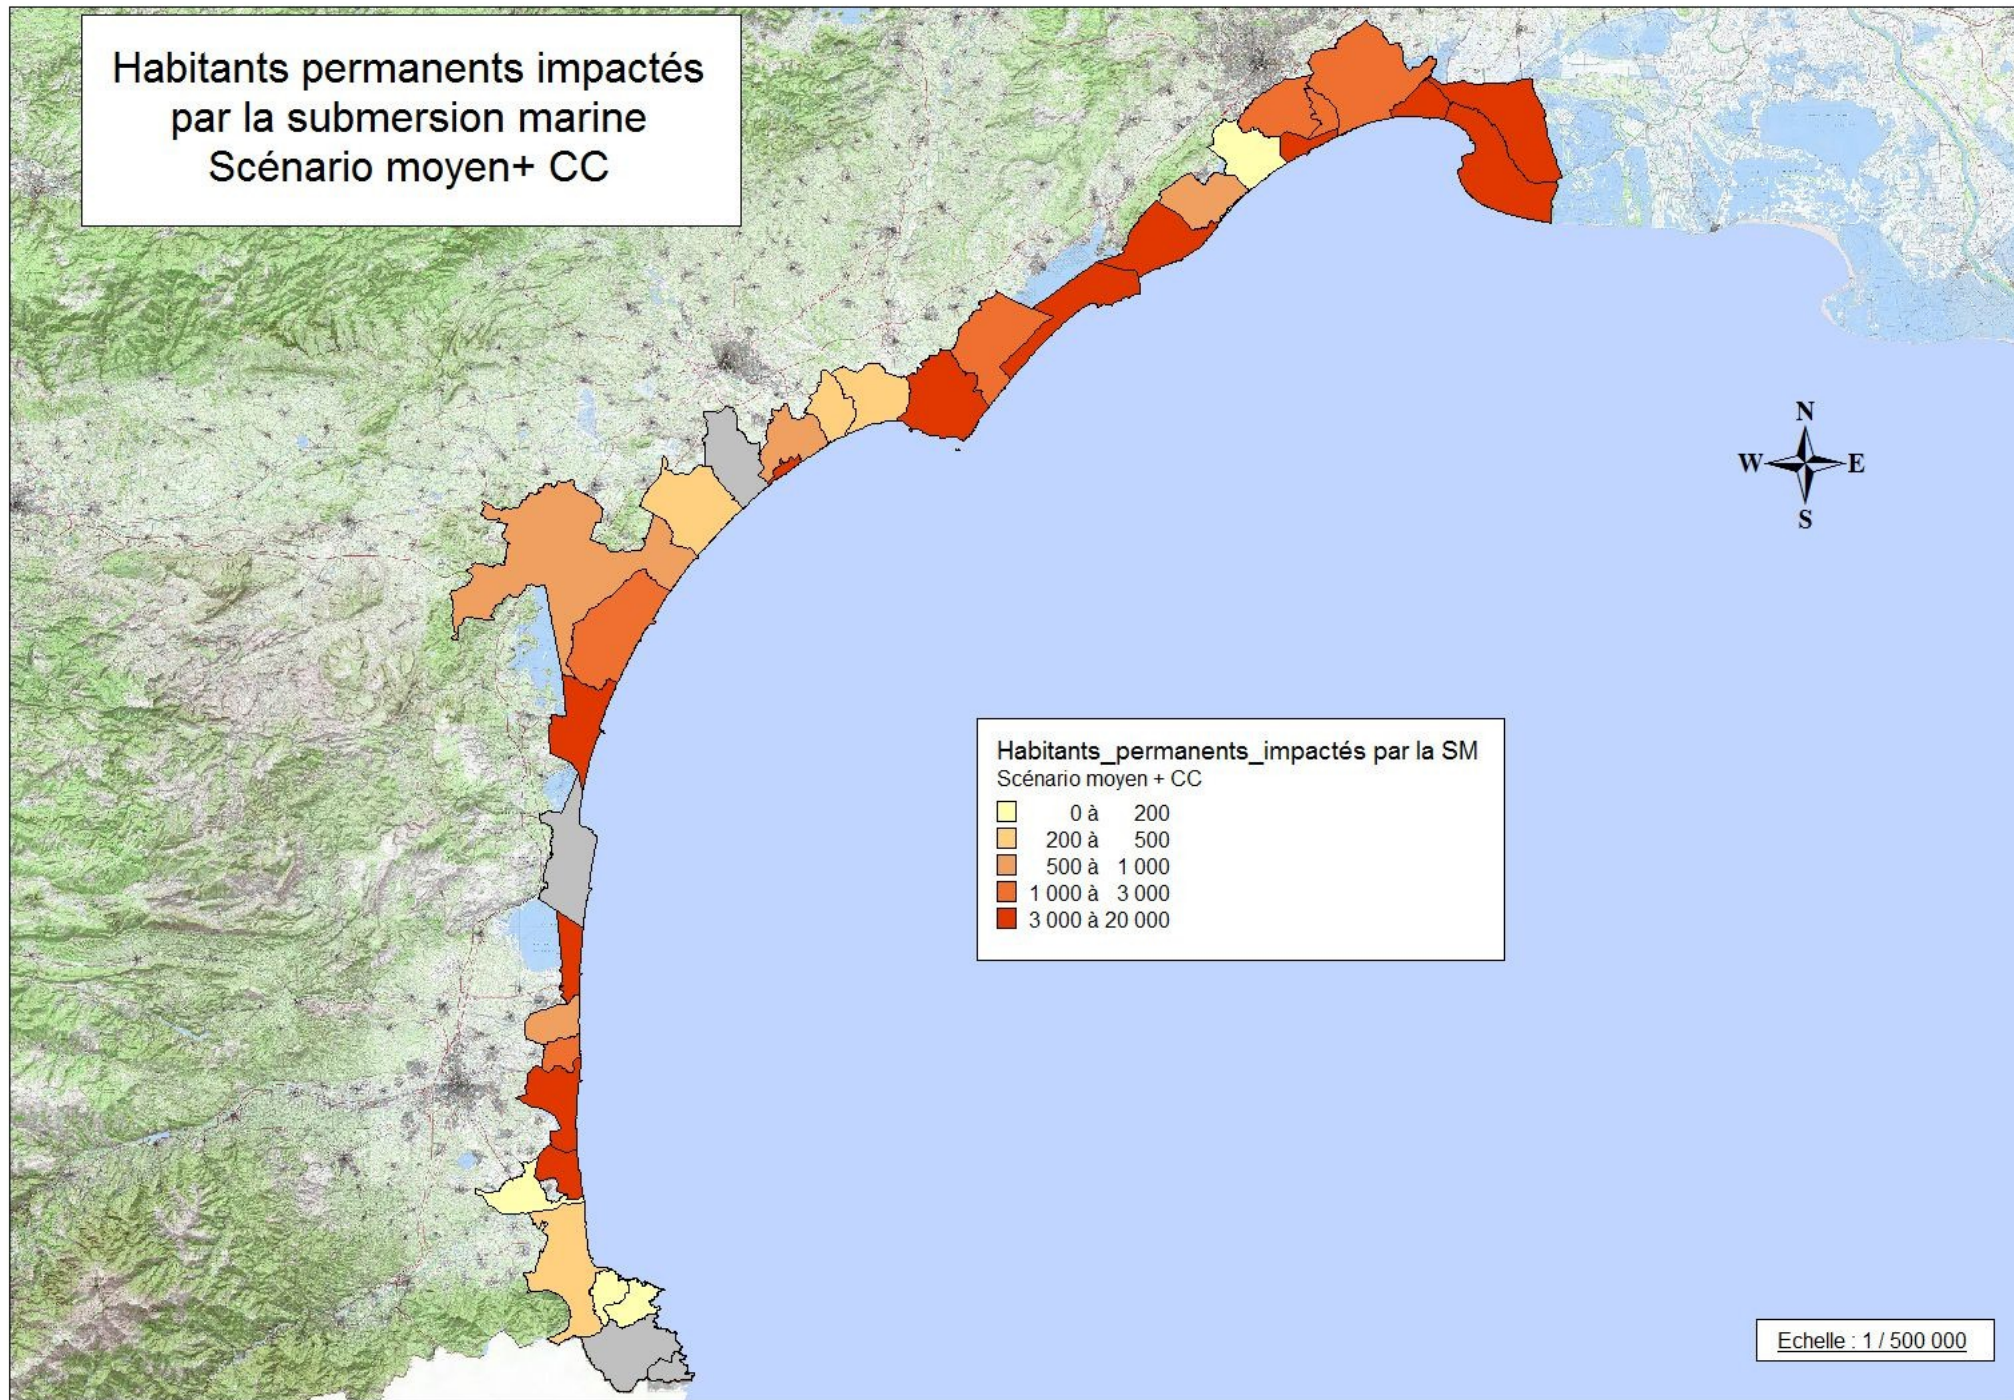 Habitants permanents impactés
par la submersion marine
Scénario moyen+ CC
N
W E
S
Habitants_permanents_impactés par la SM
Scénario moyen + CC
0 à 200
200 à 500
500 à 1 000
1 000 à 3 000
3 000 à 20 000
Echelle : 1 / 500 000